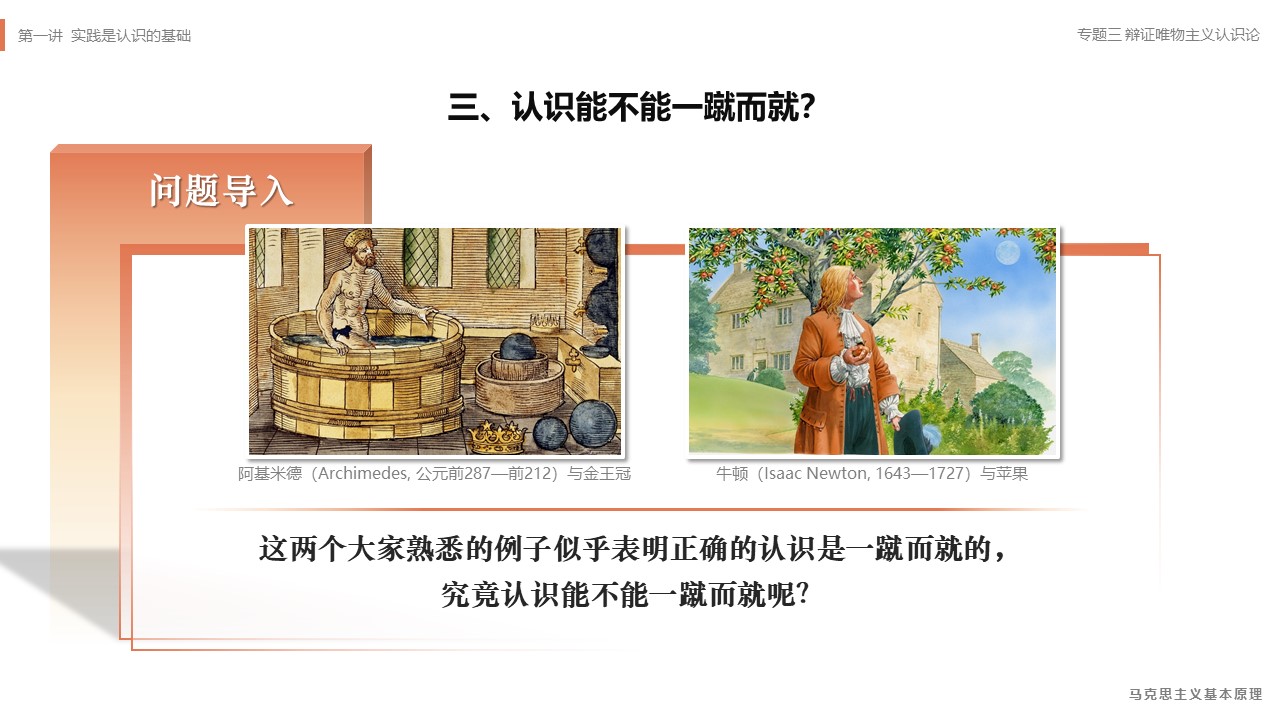 第一讲 实践是认识的基础
专题三 辩证唯物主义认识论
三、认识能不能一蹴而就?
问题导入
阿基米德（Archimedes, 公元前287—前212）与金王冠
牛顿（Isaac Newton, 1643—1727）与苹果
这两个大家熟悉的例子似乎表明正确的认识是一蹴而就的，
究竟认识能不能一蹴而就呢？
马克思主义基本原理